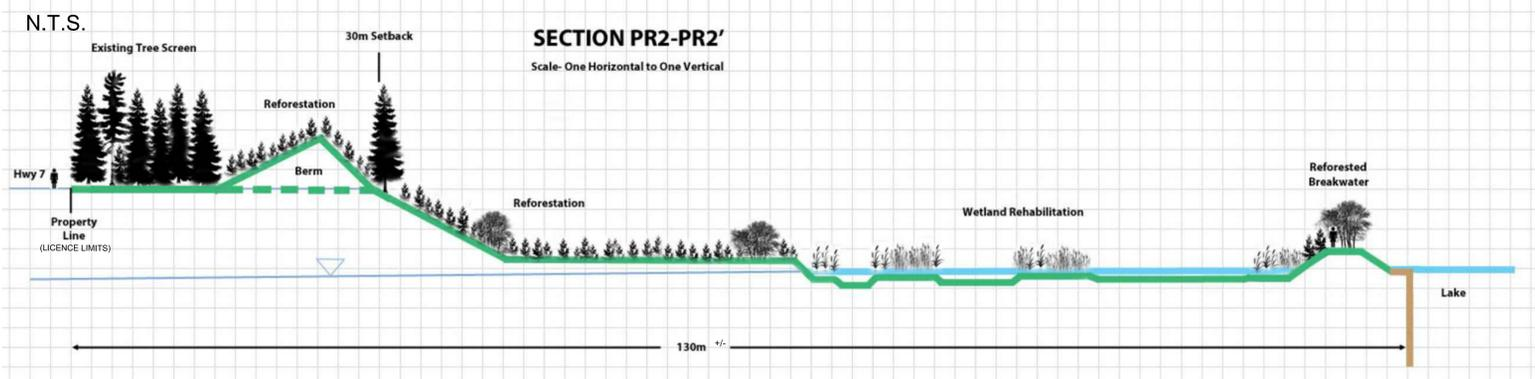 N.T.S.
SECTION PR2-PR2'
Scale- One Horizontal to One Vertical
Existing Tree Screen
30m Setback
Reforestation
Berm
Hwy 7
Property
Line
(LICENCE LIMITS)
Reforestation
Wetland Rehabilitation
Reforested
Breakwater
Lake
130m +/-